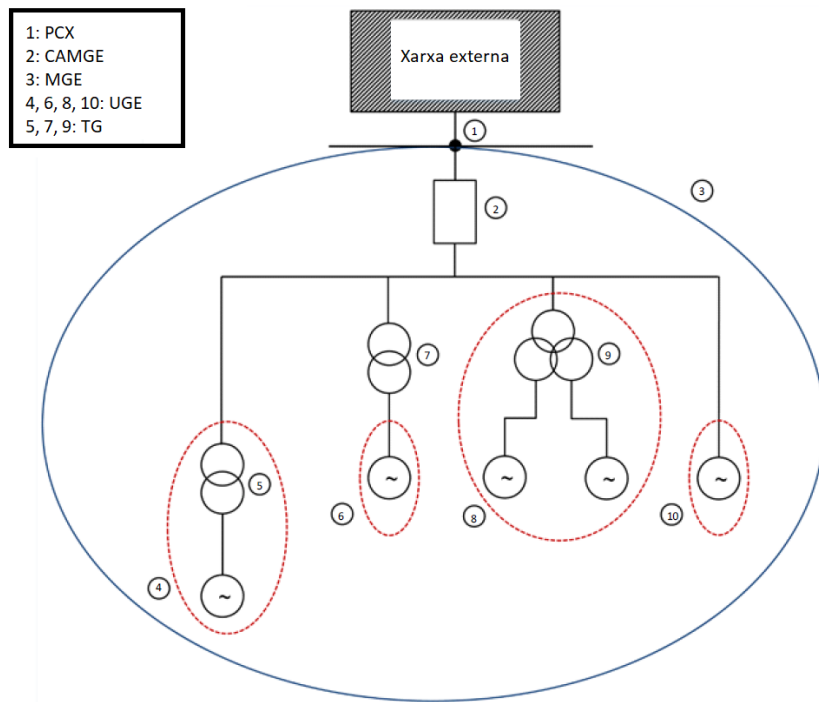 1: PCX
2: CAMGE
3: MGE
4, 6, 8, 10: UGE
5, 7, 9: TG
Xarxa externa
1
2
3
7
9
5
6
8
10
4
~
~
~
~
~